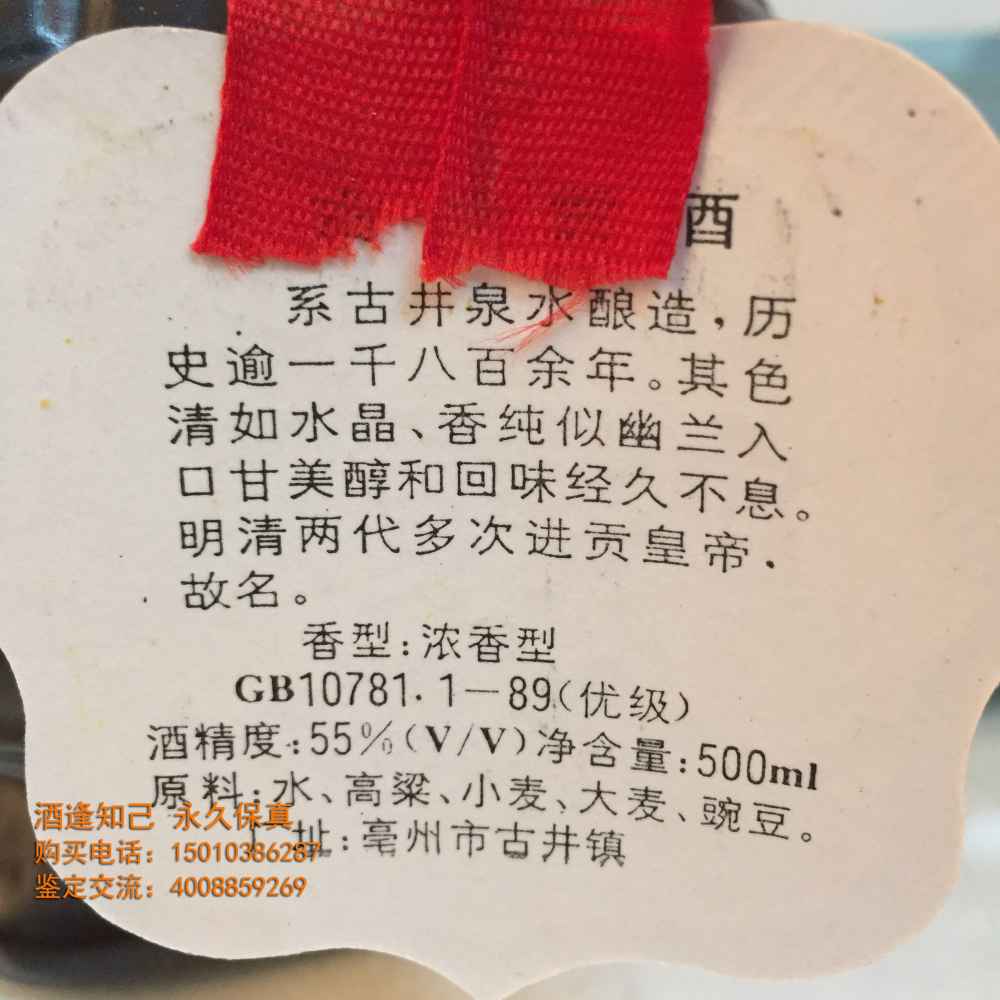 酒
系古井泉水酿造，历
史逾一千八百余年。其色
清如水晶、香纯似幽兰入
口甘美醇和回味经久不息。
明清两代多次进贡皇帝.
故名。
香型：浓香型
GB10781.1—89(优级)
酒精度：55%(V/V)净含量：500ml
原料：水、高粱、小麦、大麦、豌豆。
址：亳州市古井镇
酒逢知己 永久保真
购买电话：15010386287
鉴定交流：4008859269